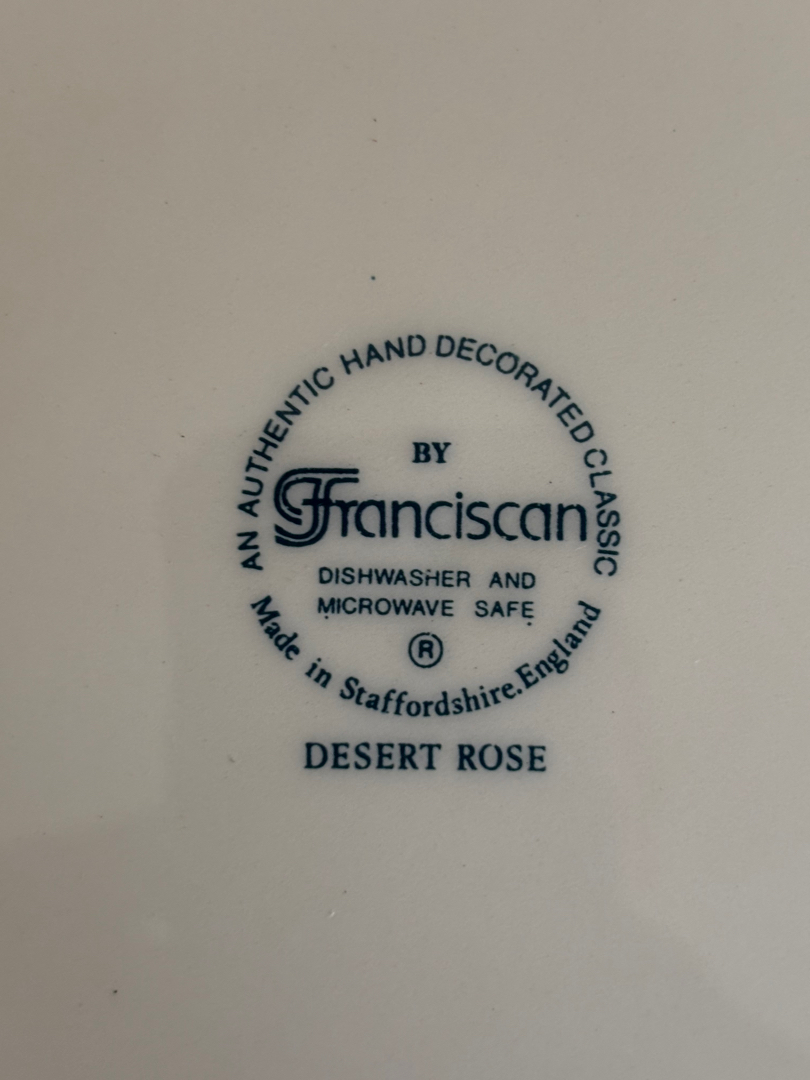 AN AUTHENTIC HAND DECORATED CLASSIC
BY
Franciscan
DISHWASHER AND
MICROWAVE SAFE
®
Made in Staffordshire.England
DESERT ROSE